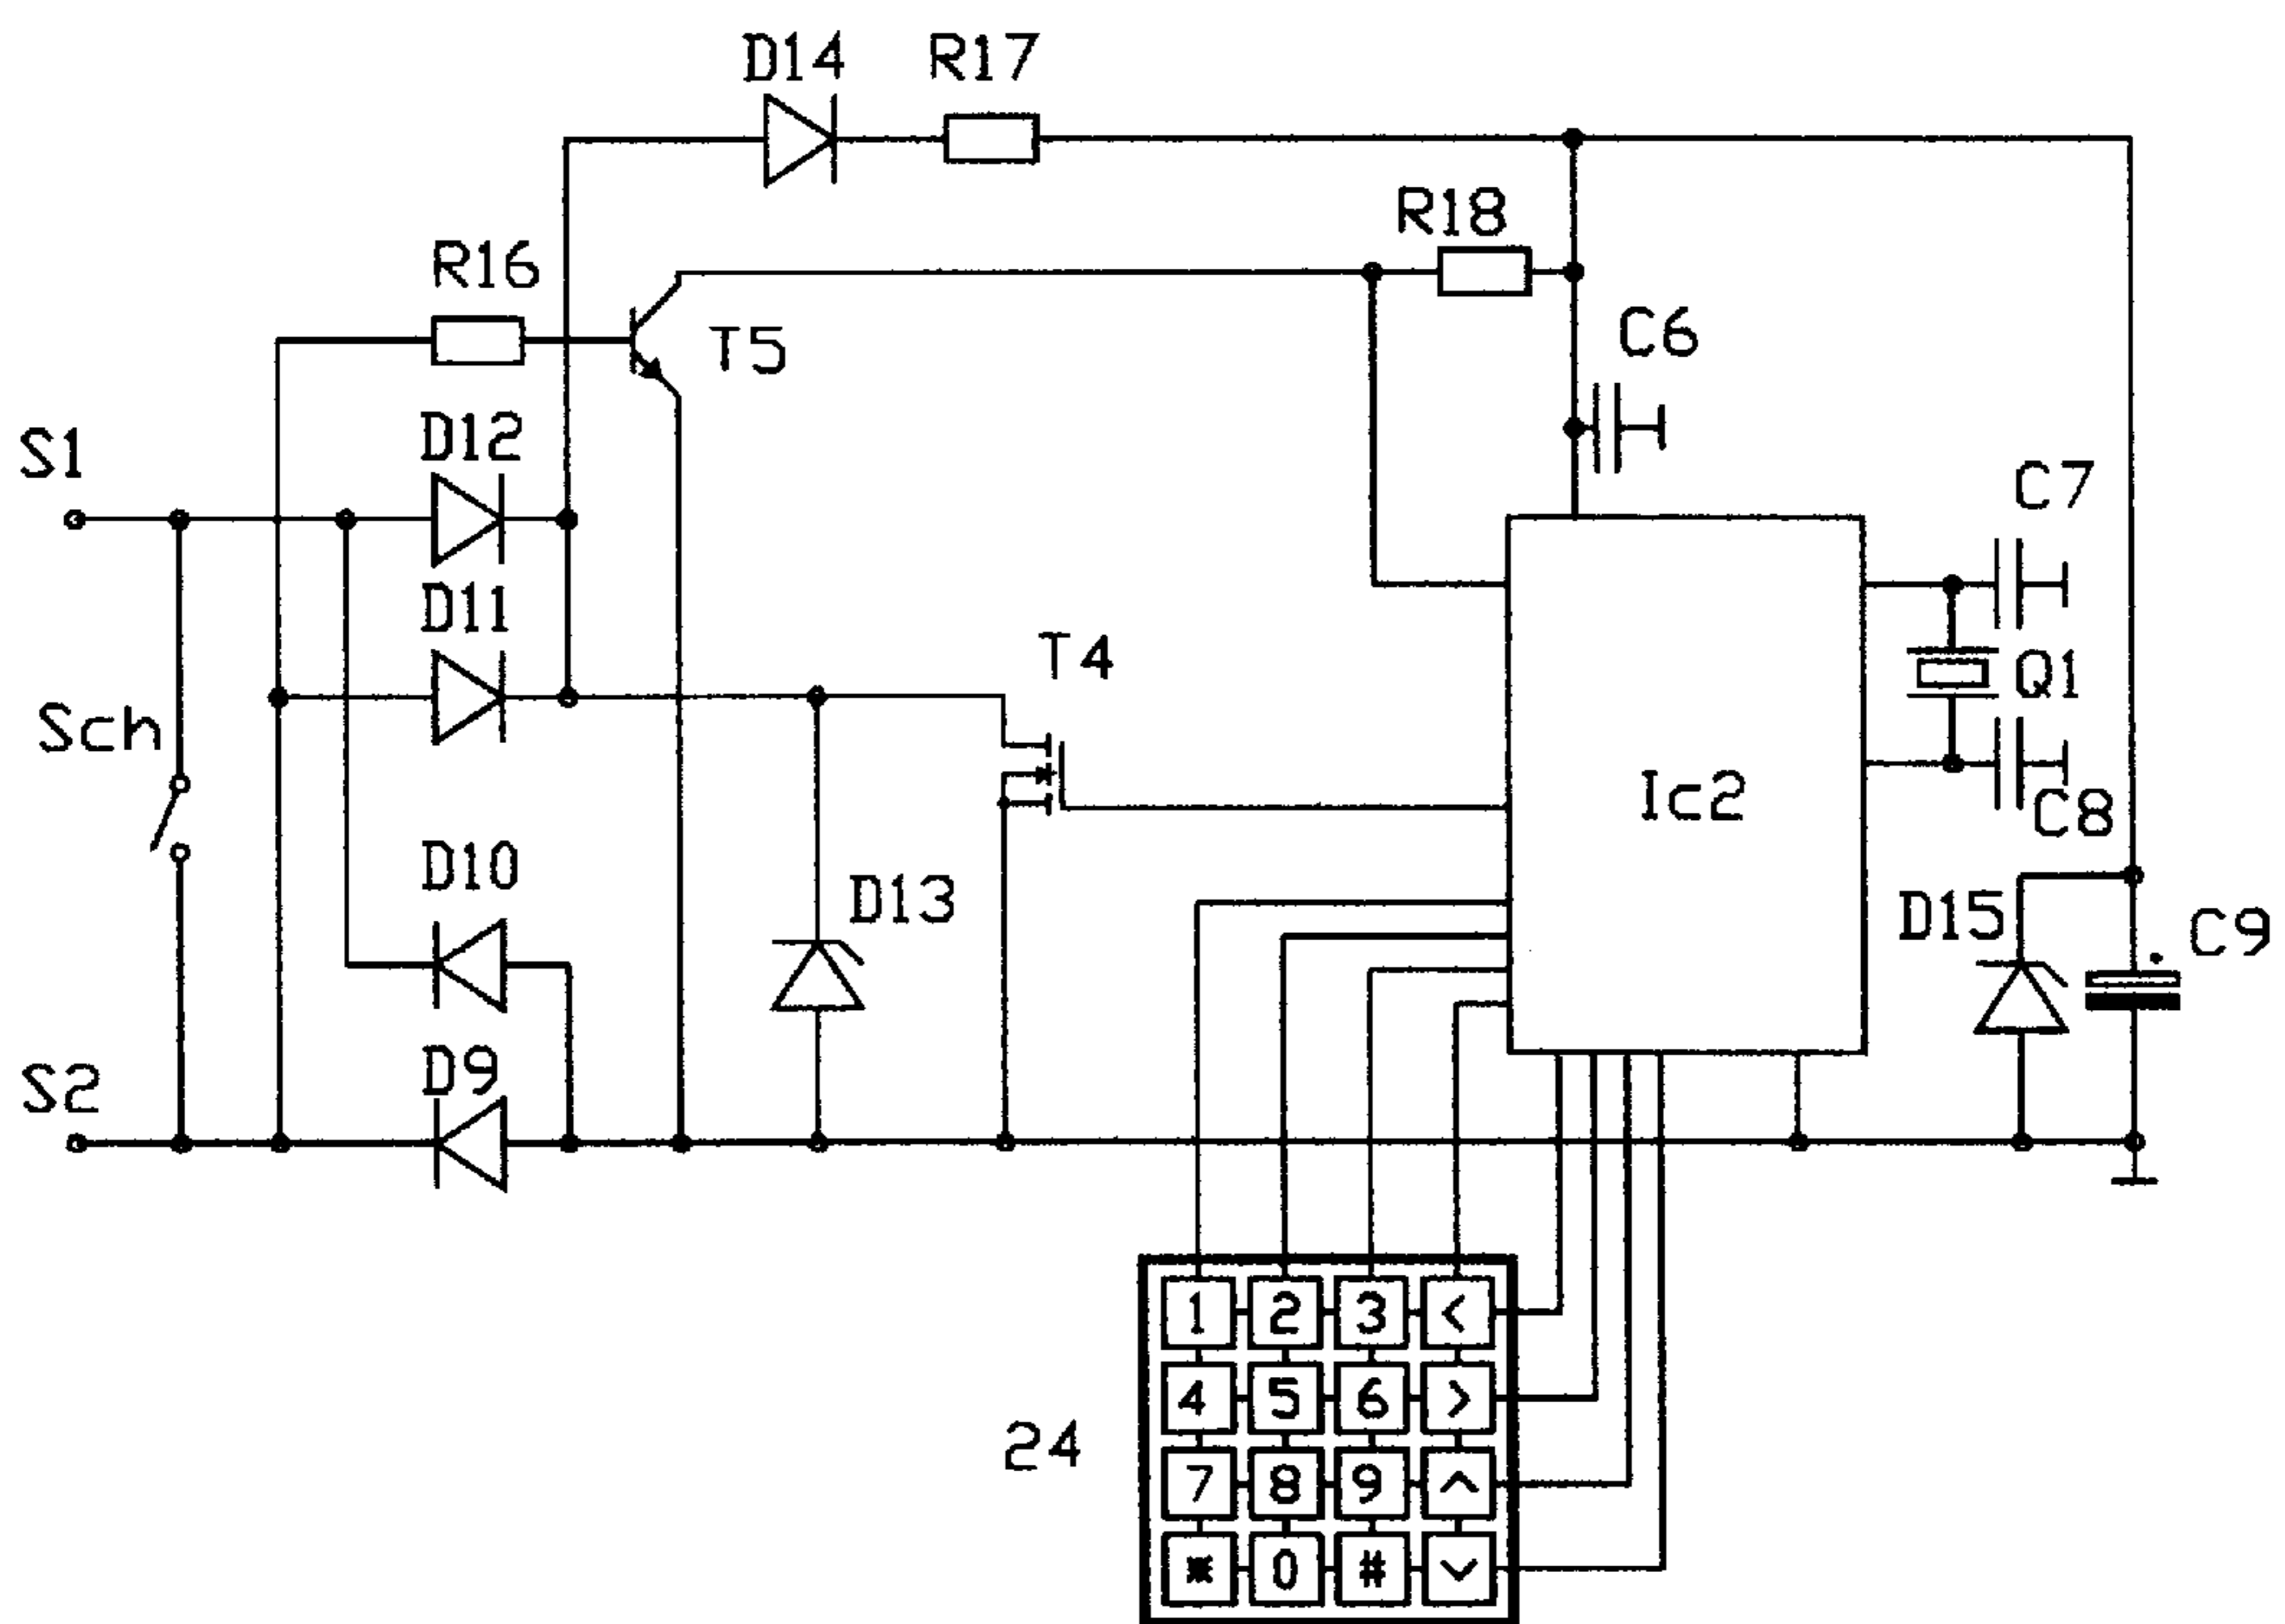 D14 R17
R18
R16
C6
T5
D12
S1
C7
D11
T4
Q1
Sch
Ic2
C8
D10
D13
D15
C9
D9
S2
1 2 3 <
4 5 6 >
24
7 8 9 ^
* 0 # v